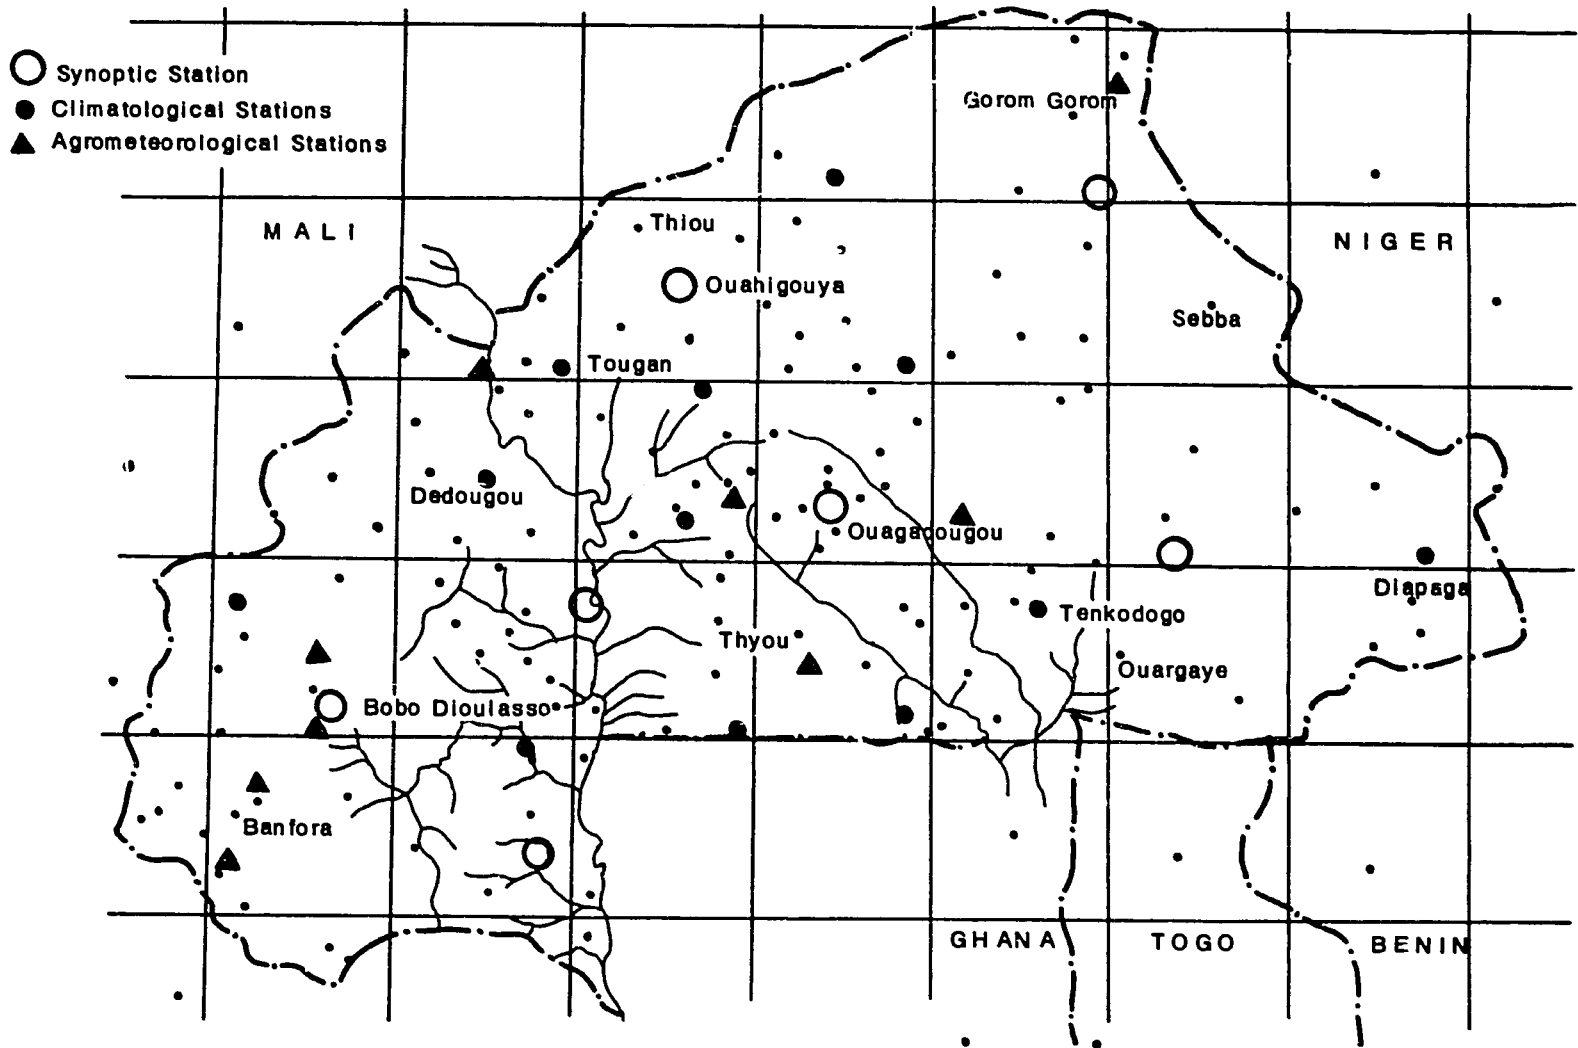 Synoptic Station
Climatological Stations
Agrometeorological Stations
Gorom Gorom
MALI
Thiou
NIGER
Ouahigouya
Sebba
Tougan
Dedougou
Ouagadougou
Diapaga
Tenkodogo
Thyou
Ouargaye
Bobo Dioulasso
Banfora
GHANA
TOGO
BENIN